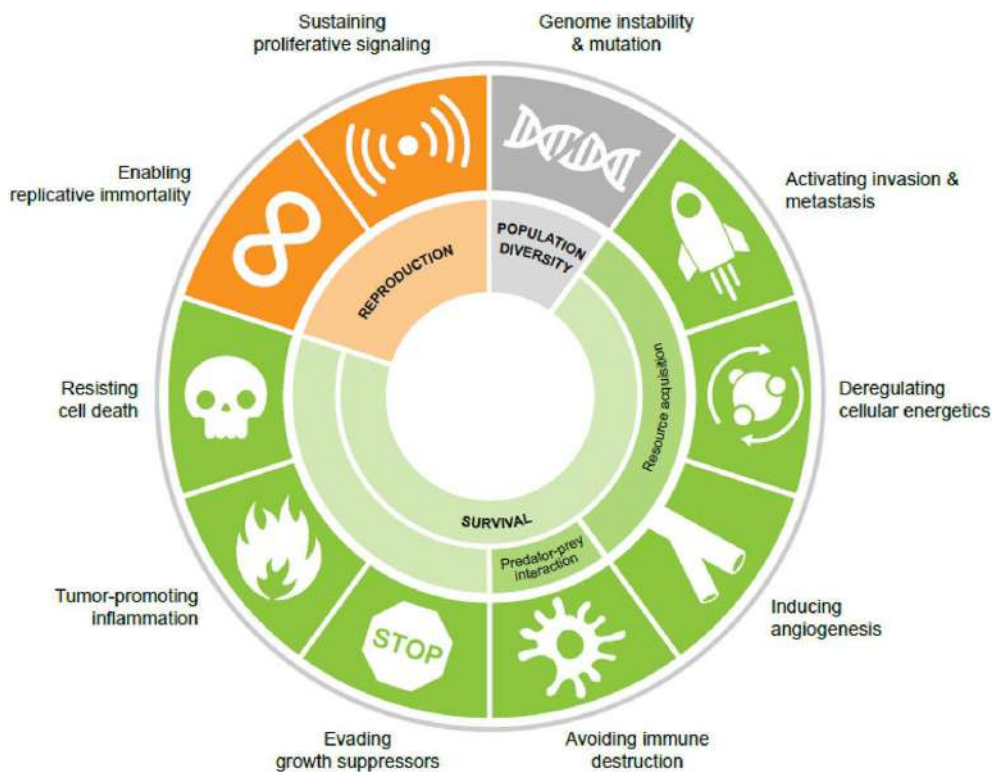 Sustaining
proliferative signaling
Genome instability
& mutation
Enabling
replicative immortality
Activating invasion &
metastasis
REPRODUCTION
POPULATION
DIVERSITY
Resisting
cell death
Resource acquisition
Deregulating
cellular energetics
SURVIVAL
Predator-prey
interaction
Tumor-promoting
inflammation
STOP
Inducing
angiogenesis
Evading
growth suppressors
Avoiding immune
destruction